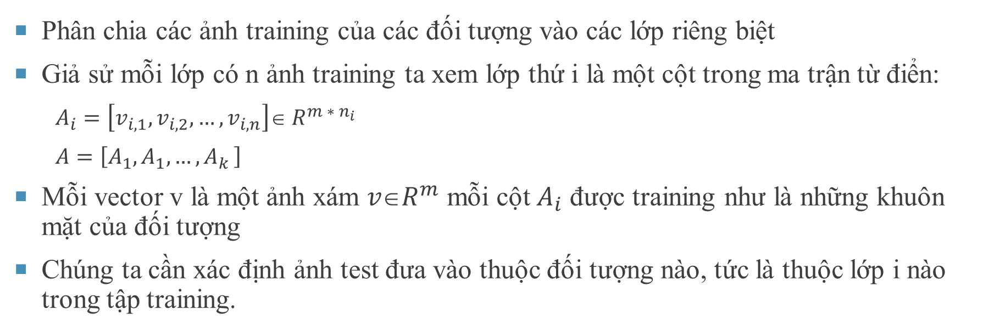 ▪ Phân chia các ảnh training của các đối tượng vào các lớp riêng biệt
▪ Giả sử mỗi lớp có n ảnh training ta xem lớp thứ i là một cột trong ma trận từ điển:
$A_i = [v_{i,1}, v_{i,2}, \dots, v_{i,n}] \in R^{m * n_i}$
$A = [A_1, A_1, \dots, A_k]$
▪ Mỗi vector v là một ảnh xám $v \in R^m$ mỗi cột $A_i$ được training như là những khuôn
mặt của đối tượng
▪ Chúng ta cần xác định ảnh test đưa vào thuộc đối tượng nào, tức là thuộc lớp i nào
trong tập training.